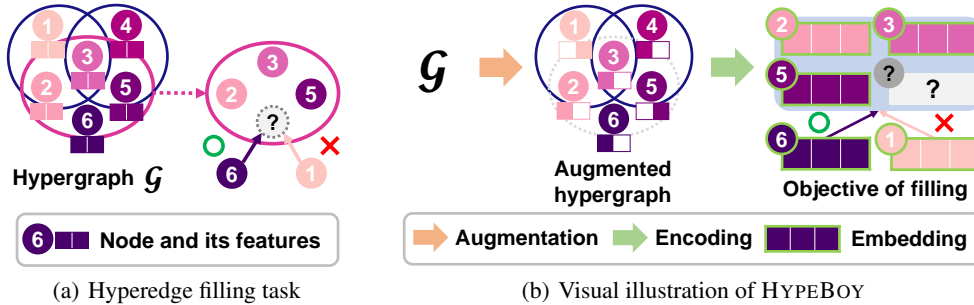 1
4
3
2
5
6
Hypergraph 𝒢
3
2
5
?
6
1
6 Node and its features
(a) Hyperedge filling task
𝒢
1
4
3
2
5
6
Augmented
hypergraph
2
3
5
?
?
6
1
Objective of filling
Augmentation Encoding Embedding
(b) Visual illustration of HYPEBOY